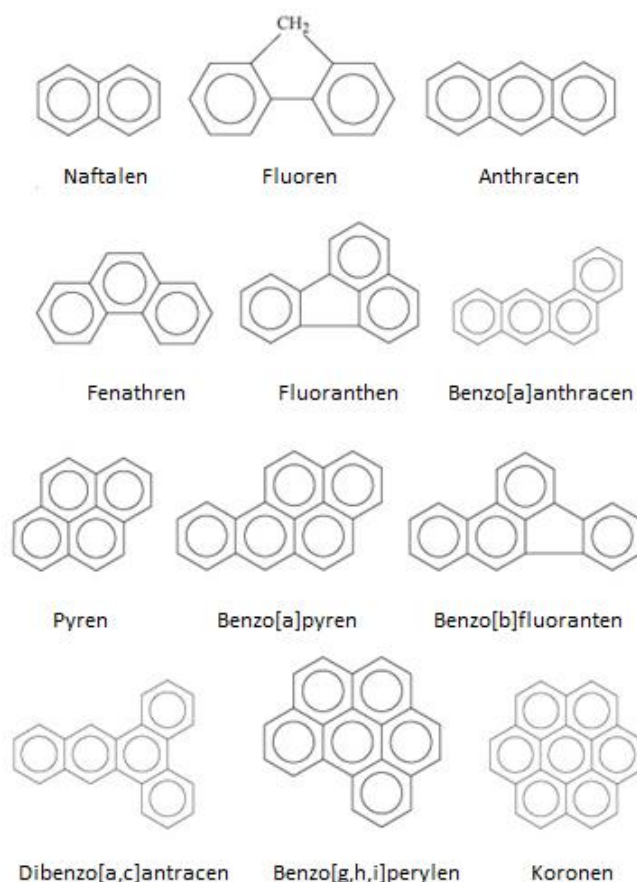 CH₂
Naftalen Fluoren Anthracen
Fenathren Fluoranthen Benzo[a]anthracen
Pyren Benzo[a]pyren Benzo[b]fluoranten
Dibenzo[a,c]antracen Benzo[g,h,i]perylen Koronen